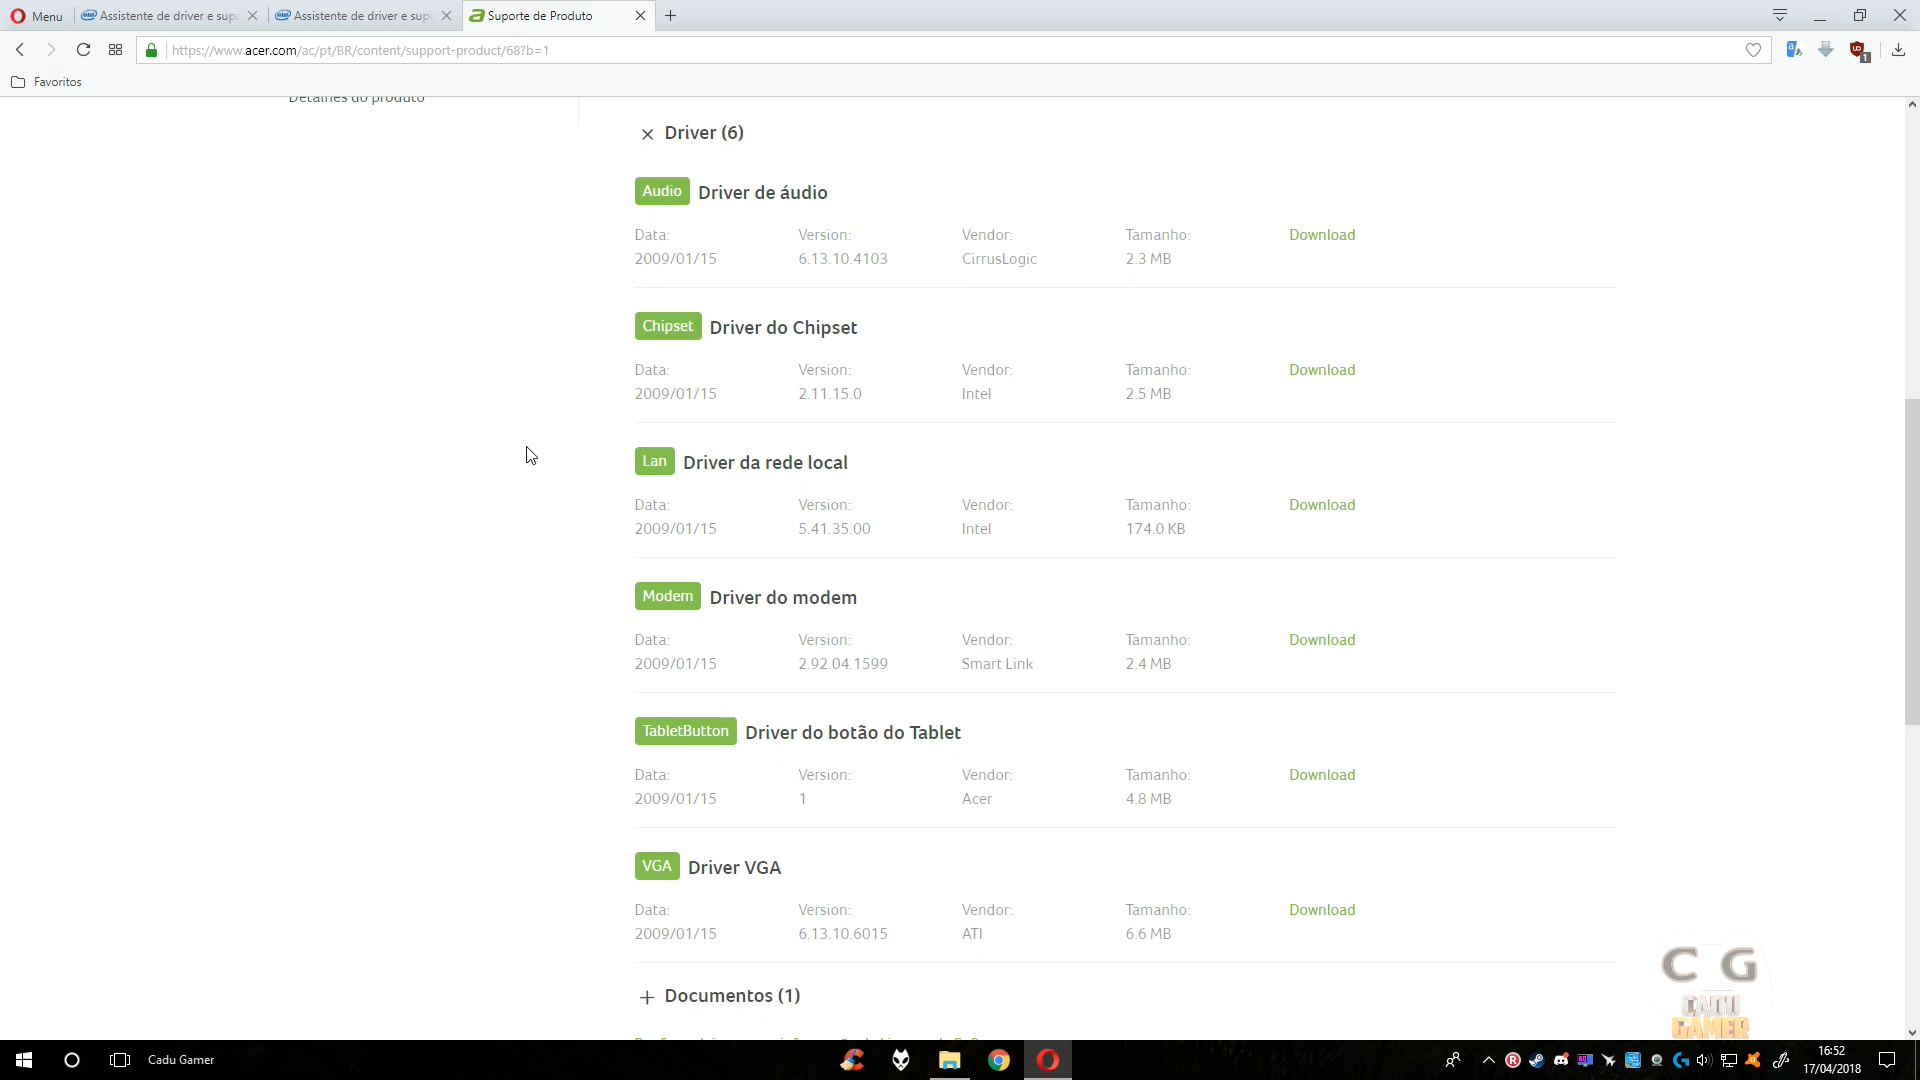 Menu
Assistente de driver e sup
Assistente de driver e sup
Suporte de Produto
https://www.acer.com/ac/pt/BR/content/support-product/68?b=1
1
Favoritos
Detalhes do produto
Driver (6)
Audio Driver de áudio
Data: Version: Vendor: Tamanho: Download
2009/01/15 6.13.10.4103 CirrusLogic 2.3 MB
Chipset Driver do Chipset
Data: Version: Vendor: Tamanho: Download
2009/01/15 2.11.15.0 Intel 2.5 MB
Lan Driver da rede local
Data: Version: Vendor: Tamanho: Download
2009/01/15 5.41.35.00 Intel 174.0 KB
Modem Driver do modem
Data: Version: Vendor: Tamanho: Download
2009/01/15 2.92.04.1599 Smart Link 2.4 MB
TabletButton Driver do botão do Tablet
Data: Version: Vendor: Tamanho: Download
2009/01/15 1 Acer 4.8 MB
VGA Driver VGA
Data: Version: Vendor: Tamanho: Download
2009/01/15 6.13.10.6015 ATI 6.6 MB
Documentos (1)
C G
CADU
GAMER
Cadu Gamer
16:52
17/04/2018